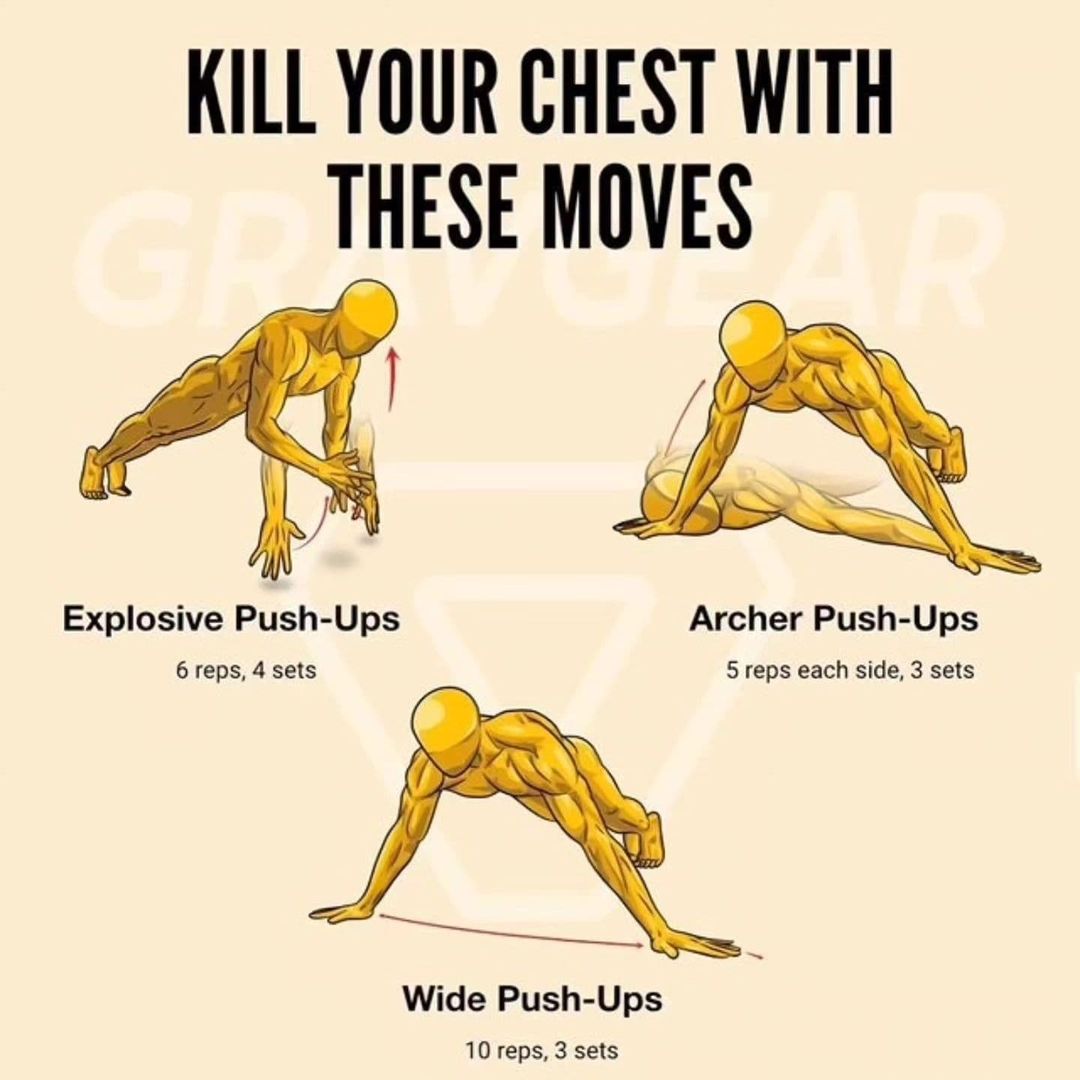 KILL YOUR CHEST WITH
THESE MOVES
GRAVGEAR
Explosive Push-Ups
6 reps, 4 sets
Archer Push-Ups
5 reps each side, 3 sets
Wide Push-Ups
10 reps, 3 sets